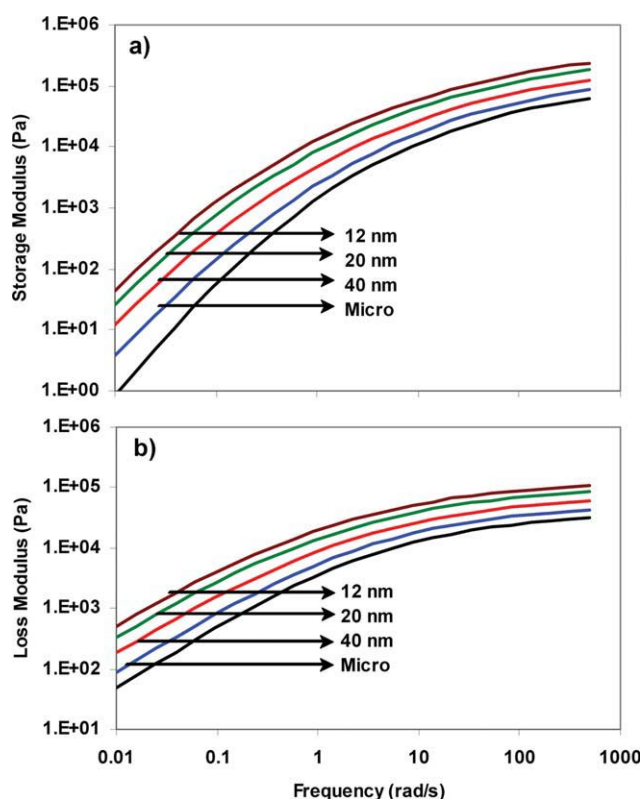 a)
Storage Modulus (Pa)
1.E+06
1.E+05
1.E+04
1.E+03
1.E+02
1.E+01
1.E+00
12 nm
20 nm
40 nm
Micro
b)
Loss Modulus (Pa)
1.E+06
1.E+05
1.E+04
1.E+03
1.E+02
1.E+01
12 nm
20 nm
40 nm
Micro
0.01 0.1 1 10 100 1000
Frequency (rad/s)